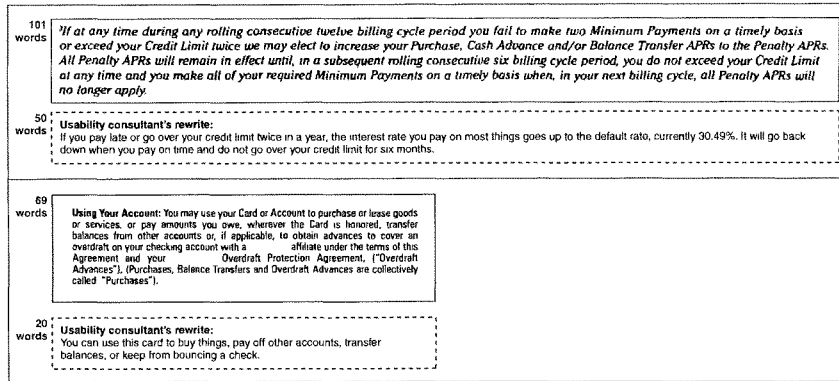 101
words
³If at any time during any rolling consecutive twelve billing cycle period you fail to make two Minimum Payments on a timely basis
or exceed your Credit Limit twice we may elect to increase your Purchase, Cash Advance and/or Balance Transfer APRs to the Penalty APRs.
All Penalty APRs will remain in effect until, in a subsequent rolling consecutive six billing cycle period, you do not exceed your Credit Limit
at any time and you make all of your required Minimum Payments on a timely basis when, in your next billing cycle, all Penalty APRs will
no longer apply.
50
words
Usability consultant's rewrite:
If you pay late or go over your credit limit twice in a year, the interest rate you pay on most things goes up to the default rate, currently 30.49%. It will go back
down when you pay on time and do not go over your credit limit for six months.
69
words
Using Your Account: You may use your Card or Account to purchase or lease goods
or services, or pay amounts you owe, wherever the Card is honored, transfer
balances from other accounts or, if applicable, to obtain advances to cover an
overdraft on your checking account with a affiliate under the terms of this
Agreement and your Overdraft Protection Agreement, ("Overdraft
Advances"), (Purchases, Balance Transfers and Overdraft Advances are collectively
called "Purchases").
20
words
Usability consultant's rewrite:
You can use this card to buy things, pay off other accounts, transfer
balances, or keep from bouncing a check.